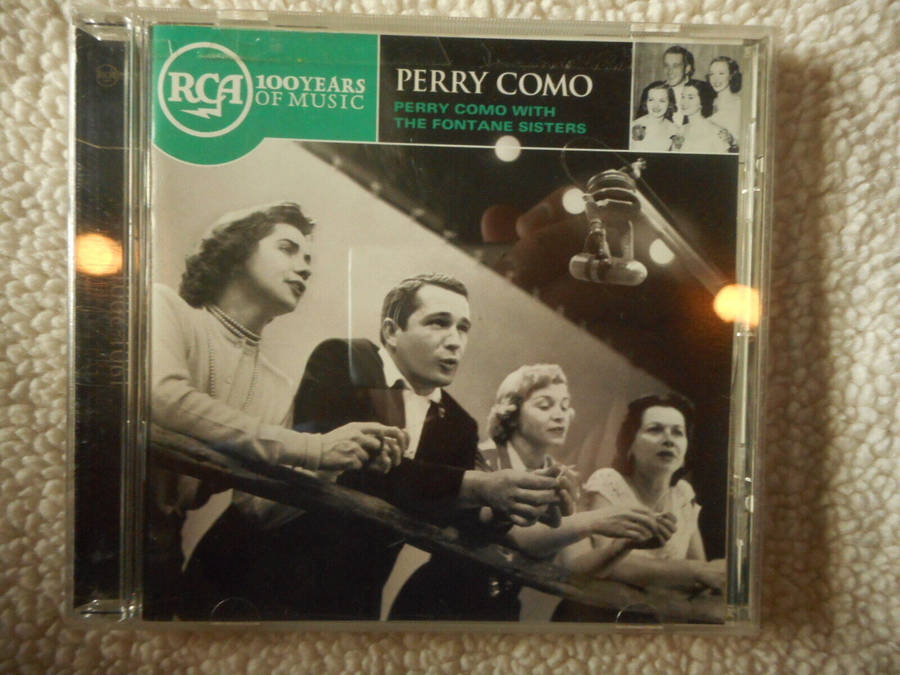 RCA
100 YEARS
OF MUSIC
PERRY COMO
PERRY COMO WITH
THE FONTANE SISTERS